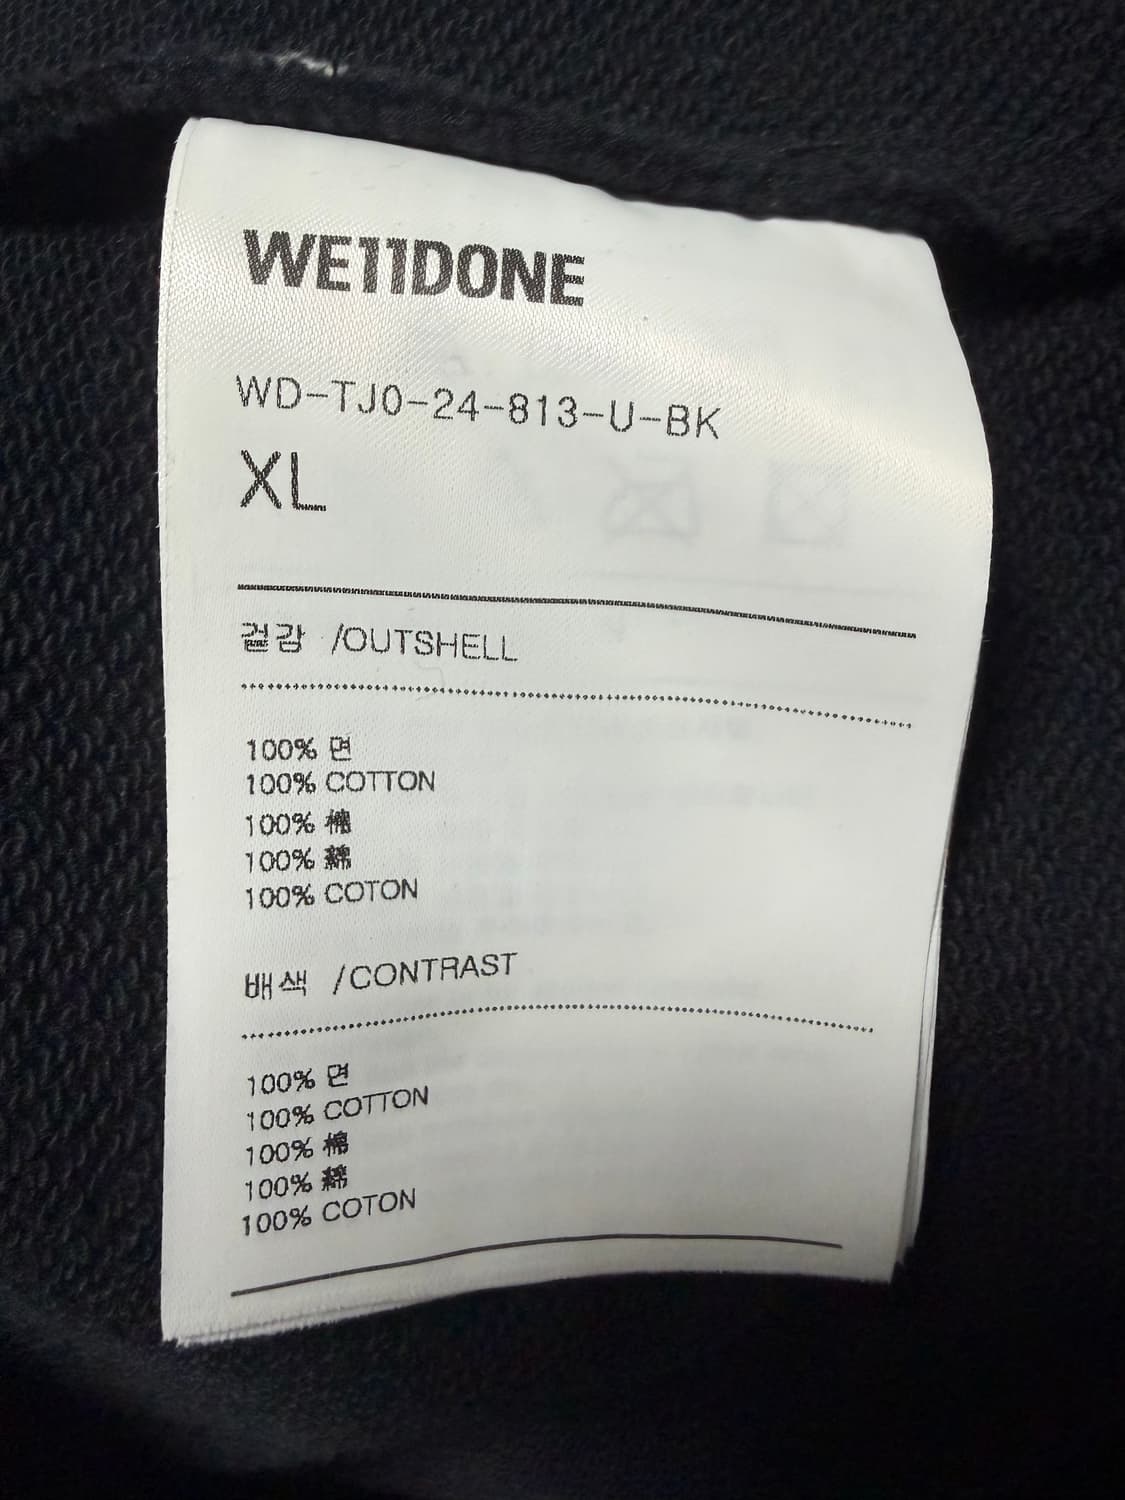 WE11DONE
WD-TJ0-24-813-U-BK
XL
겉감 /OUTSHELL
100% 면
100% COTTON
100% 棉
100% 綿
100% COTON
배색 /CONTRAST
100% 면
100% COTTON
100% 棉
100% 綿
100% COTON